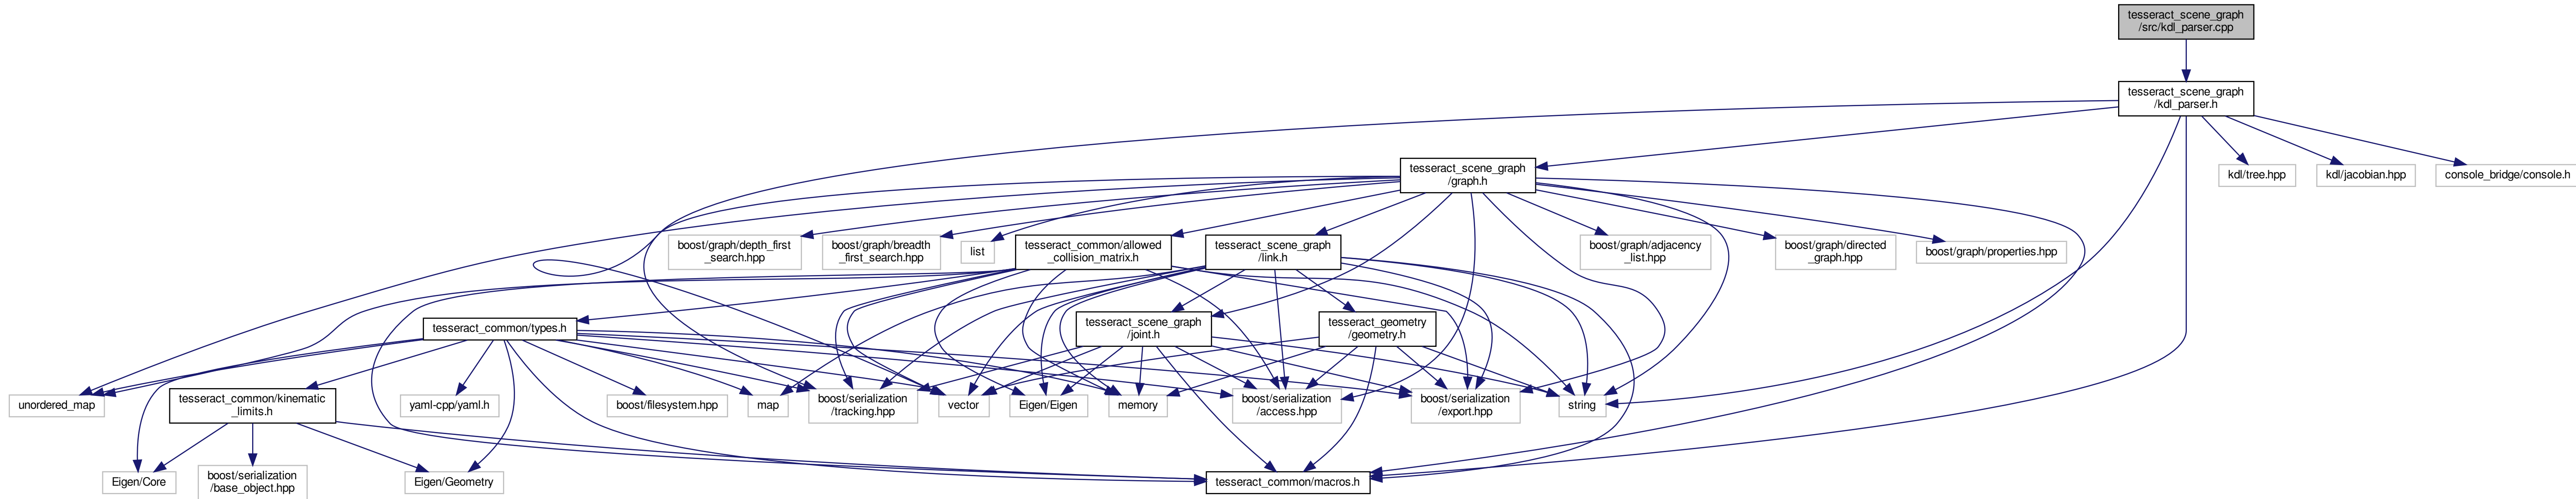 tesseract_scene_graph
/src/kdl_parser.cpp
tesseract_scene_graph
/kdl_parser.h
tesseract_scene_graph
/graph.h
kdl/tree.hpp
kdl/jacobian.hpp
console_bridge/console.h
boost/graph/depth_first
_search.hpp
boost/graph/breadth
_first_search.hpp
list
tesseract_common/allowed
_collision_matrix.h
tesseract_scene_graph
/link.h
boost/graph/adjacency
_list.hpp
boost/graph/directed
_graph.hpp
boost/graph/properties.hpp
tesseract_common/types.h
tesseract_scene_graph
/joint.h
tesseract_geometry
/geometry.h
unordered_map
tesseract_common/kinematic
_limits.h
yaml-cpp/yaml.h
boost/filesystem.hpp
map
boost/serialization
/tracking.hpp
vector
Eigen/Eigen
memory
boost/serialization
/access.hpp
boost/serialization
/export.hpp
string
Eigen/Core
boost/serialization
/base_object.hpp
Eigen/Geometry
tesseract_common/macros.h